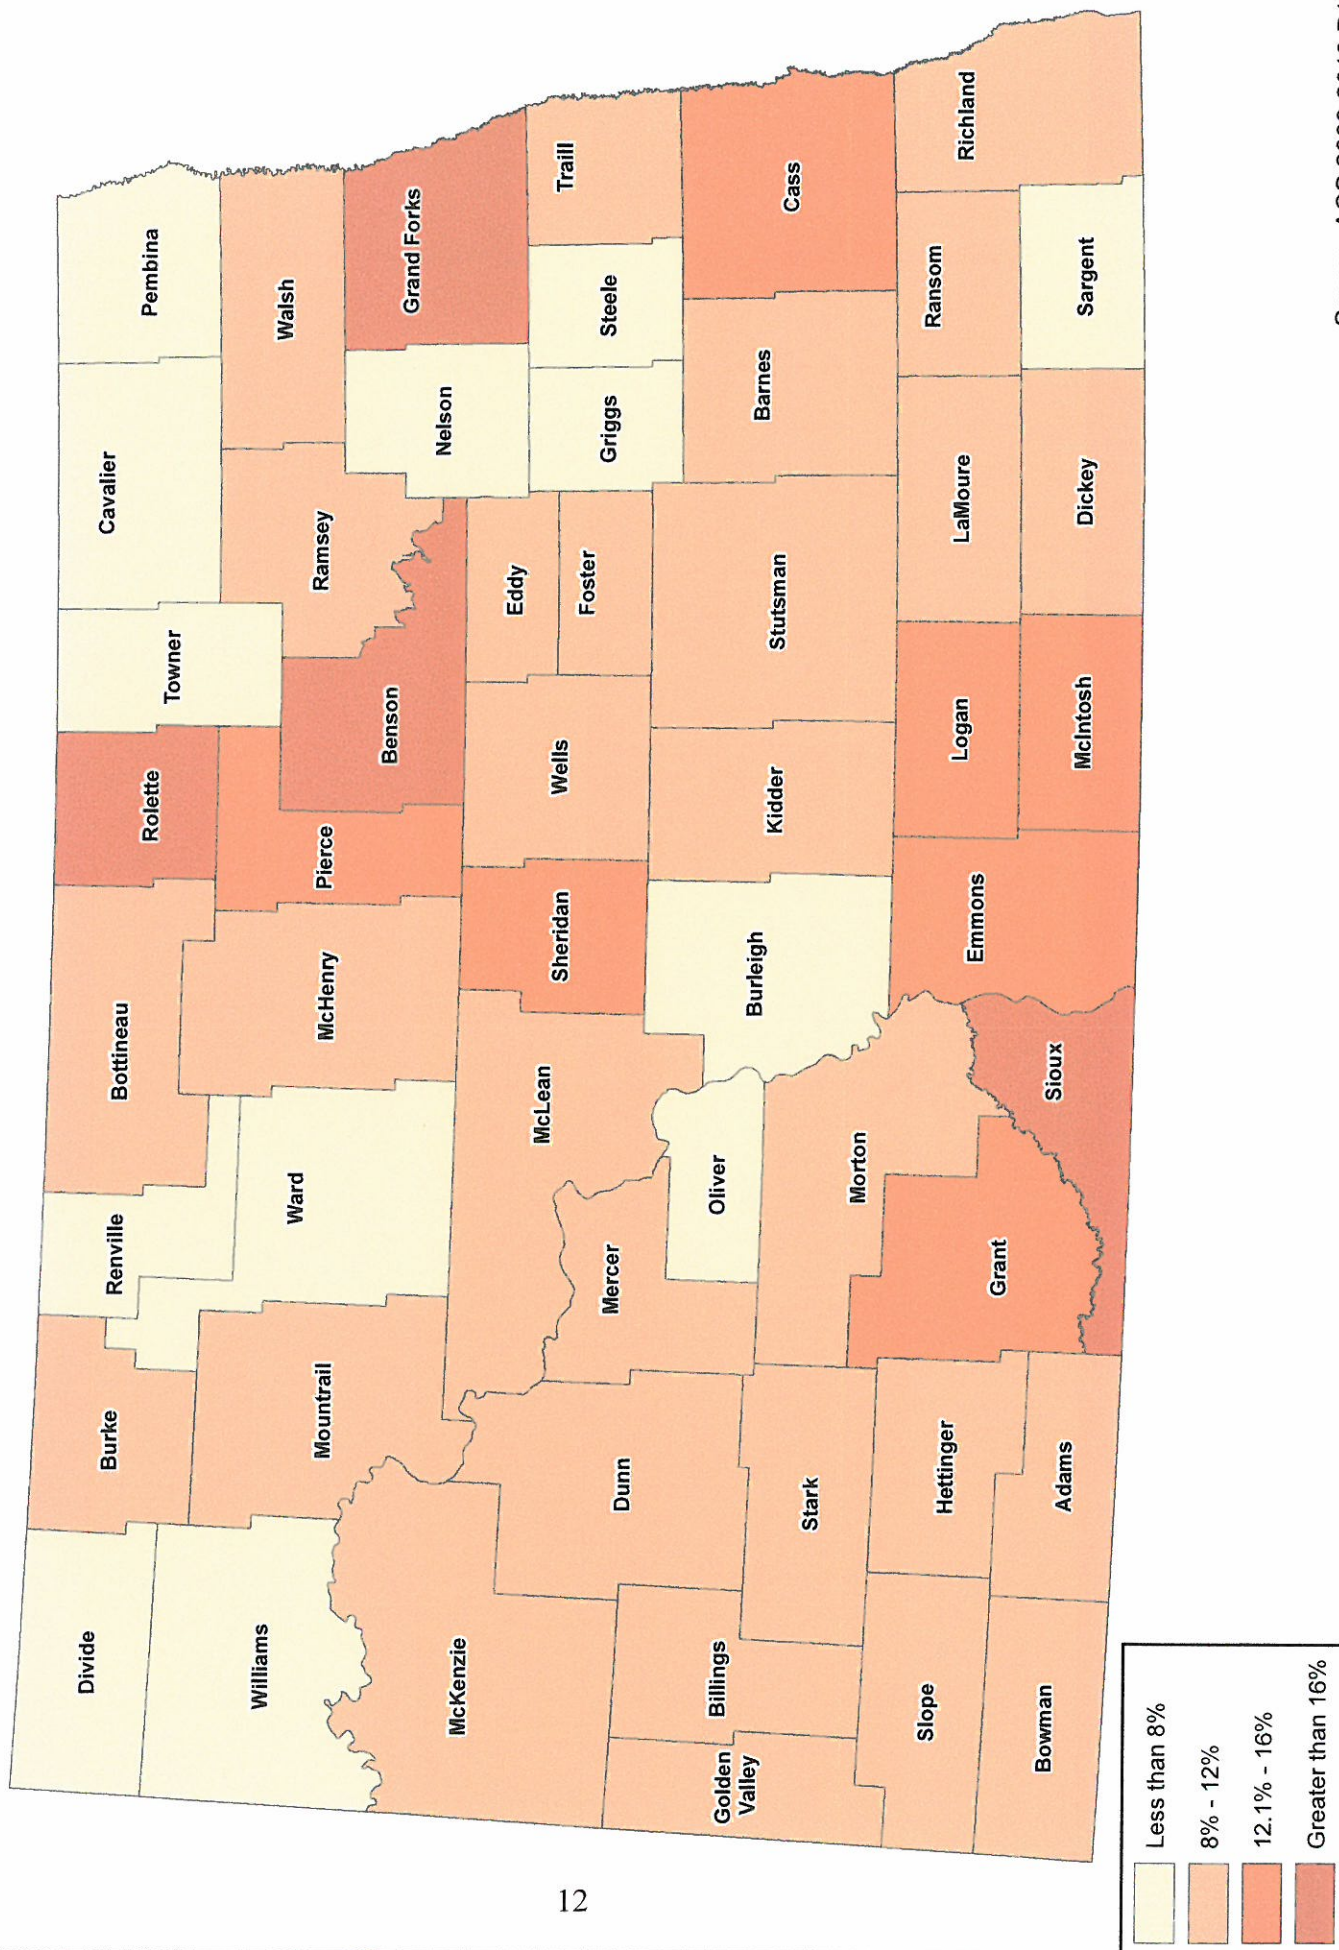 Divide
Burke
Renville
Bottineau
Rolette
Towner
Cavalier
Pembina
Williams
Mountrail
Ward
McHenry
Pierce
Ramsey
Walsh
Benson
Nelson
Grand Forks
McKenzie
McLean
Sheridan
Wells
Eddy
Foster
Griggs
Steele
Traill
Dunn
Mercer
Oliver
Burleigh
Kidder
Stutsman
Barnes
Cass
Golden
Valley
Billings
Stark
Morton
Slope
Hettinger
Grant
Emmons
Logan
LaMoure
Ransom
Richland
Bowman
Adams
Sioux
McIntosh
Dickey
Sargent
Less than 8%
8% - 12%
12.1% - 16%
Greater than 16%
12